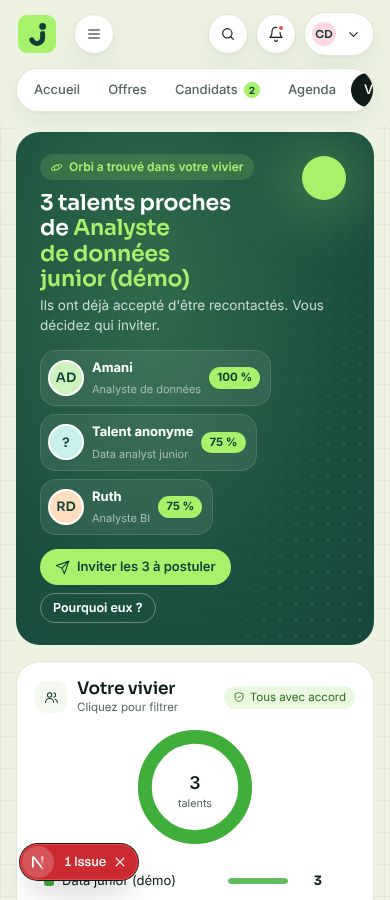 CD
Accueil Offres Candidats 2 Agenda V
Orbi a trouvé dans votre vivier
3 talents proches
de Analyste
de données
junior (démo)
Ils ont déjà accepté d'être recontactés. Vous
décidez qui inviter.
AD Amani 100 %
Analyste de données
? Talent anonyme 75 %
Data analyst junior
RD Ruth 75 %
Analyste BI
Inviter les 3 à postuler
Pourquoi eux ?
Votre vivier
Cliquez pour filtrer
Tous avec accord
3
talents
N 1 Issue
Data junior (démo) 3